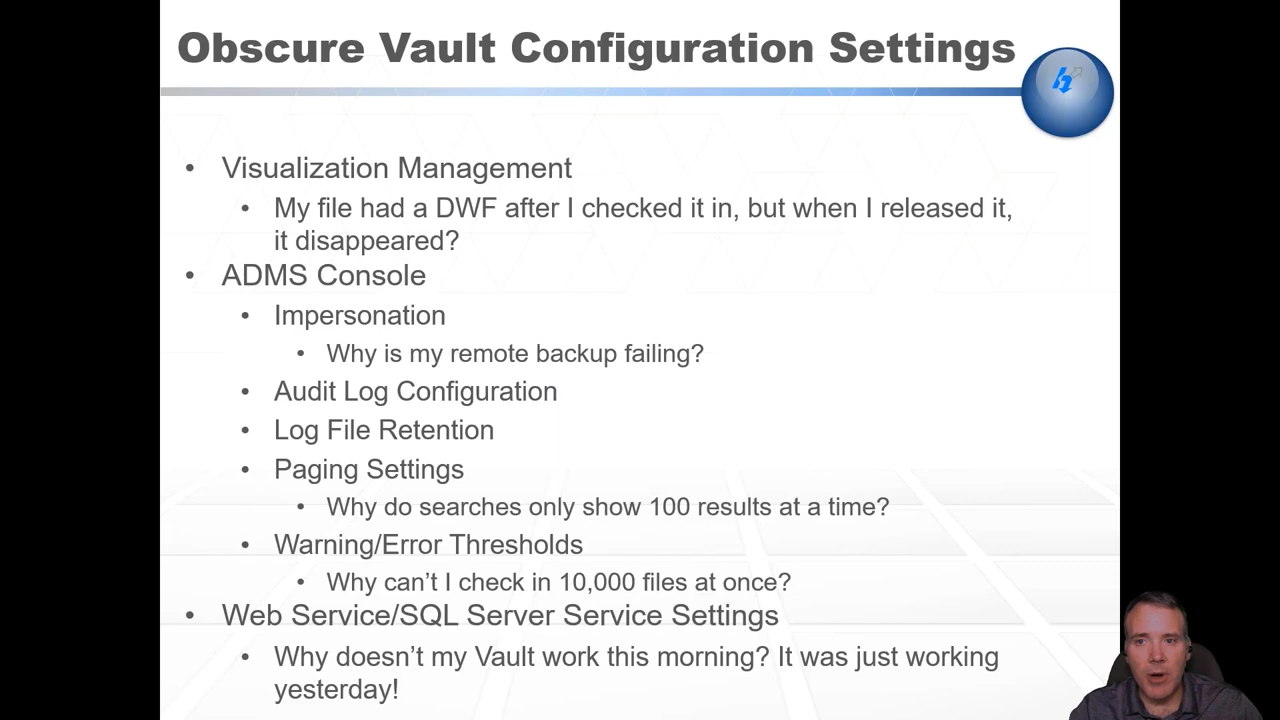 Obscure Vault Configuration Settings
• Visualization Management
• My file had a DWF after I checked it in, but when I released it,
it disappeared?
• ADMS Console
• Impersonation
• Why is my remote backup failing?
• Audit Log Configuration
• Log File Retention
• Paging Settings
• Why do searches only show 100 results at a time?
• Warning/Error Thresholds
• Why can’t I check in 10,000 files at once?
• Web Service/SQL Server Service Settings
• Why doesn’t my Vault work this morning? It was just working
yesterday!